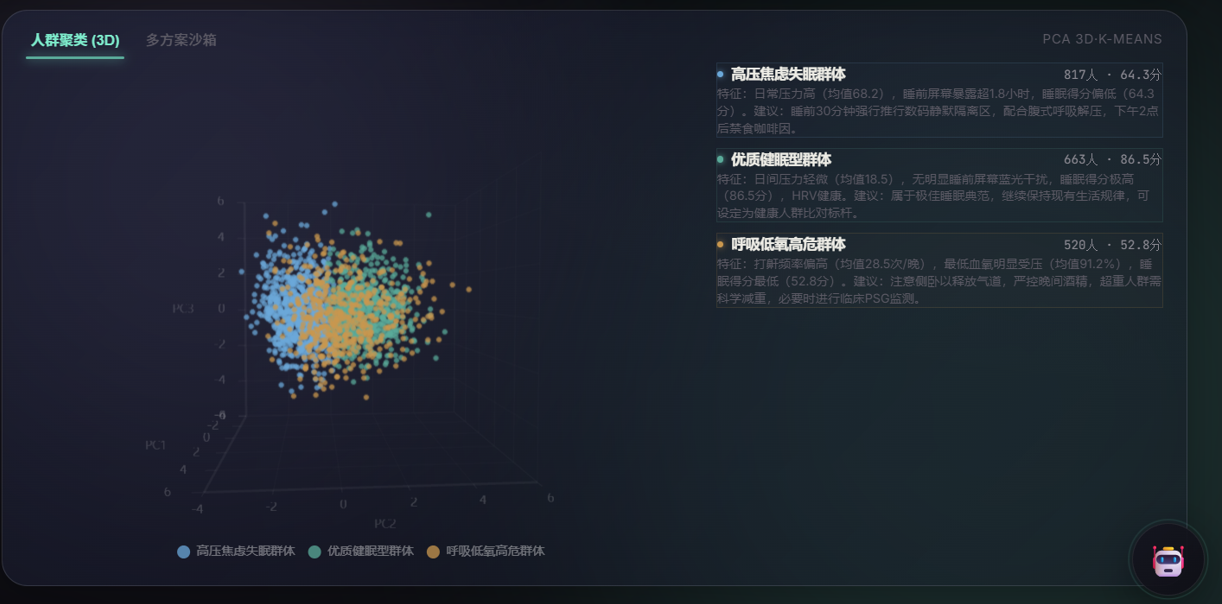 人群聚类 (3D)
多方案沙箱
PCA 3D·K-MEANS
高压焦虑失眠群体
817人 · 64.3分
特征：日常压力高（均值68.2），睡前屏幕暴露超1.8小时，睡眠得分偏低（64.3
分）。建议：睡前30分钟强行推行数码静默隔离区，配合腹式呼吸解压，下午2点
后禁食咖啡因。
优质健眠型群体
663人 · 86.5分
特征：日间压力轻微（均值18.5），无明显睡前屏幕蓝光干扰，睡眠得分极高
（86.5分），HRV健康。建议：属于极佳睡眠典范，继续保持现有生活规律，可
设定为健康人群比对标杆。
呼吸低氧高危群体
520人 · 52.8分
特征：打鼾频率偏高（均值28.5次/晚），最低血氧明显受压（均值91.2%），睡
眠得分最低（52.8分）。建议：注意侧卧以释放气道，严控晚间酒精，超重人群需
科学减重，必要时进行临床PSG监测。
6
4
2
PC3
0
-2
-4
-2
0
PC1
2
4
6
-4
-2
0
2
4
6
PC2
高压焦虑失眠群体
优质健眠型群体
呼吸低氧高危群体